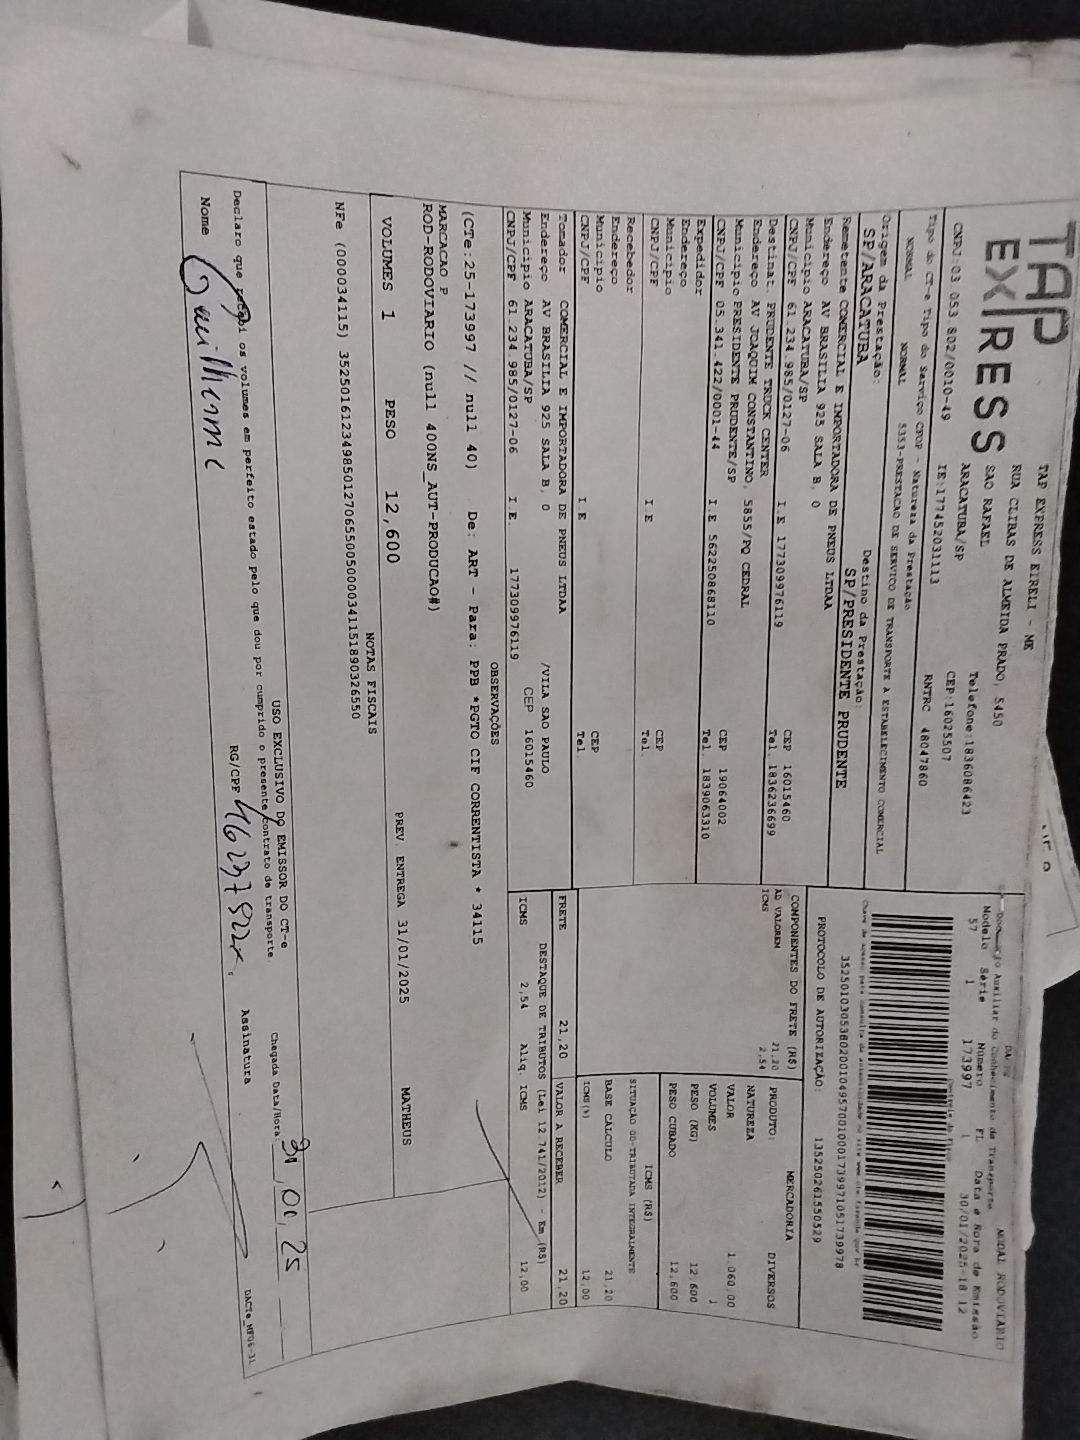 TAP
EXPRESS
TAP EXPRESS EIRELI - ME
RUA CLIBAS DE ALMEIDA PRADO, 5450
SAO RAFAEL
ARACATUBA/SP
Telefone:1836086423
CEP:16025507
CNPJ:03 053 802/0010-49 IE:177452031113 RNTRC 48047860
Tipo do CT-e Tipo do Serviço CFOP - Natureza da Prestação
NORMAL NORMAL 5353-PRESTACAO DE SERVICO DE TRANSPORTE A ESTABELECIMENTO COMERCIAL
Origem da Prestação: Destino da Prestação:
SP/ARACATUBA SP/PRESIDENTE PRUDENTE
Auxiliar do Conhecimento de Transporte MODAL RODOVIARIO
Modelo Série Número FL Data e Hora de Emissão
57 1 173997 1 30/01/2025-18 12
PROTOCOLO DE AUTORIZAÇÃO: 135250261550529
Remetente COMERCIAL E IMPORTADORA DE PNEUS LTDAA
Endereço AV BRASILIA 925 SALA B, 0
Municipio ARACATUBA/SP CEP 16015460
CNPJ/CPF 61.234.985/0127-06 I.E 177309976119 Tel. 1836236699
Destinat. PRUDENTE TRUCK CENTER
Endereço AV JOAQUIM CONSTANTINO, 5855/PQ CEDRAL
Municipio PRESIDENTE PRUDENTE/SP CEP 19064002
CNPJ/CPF 05.341.422/0001-44 I.E 562250868110 Tel. 1839063310
Expedidor
Endereço
Municipio CEP
CNPJ/CPF I.E Tel.
Recebedor
Endereço
Municipio CEP
CNPJ/CPF I.E Tel.
Tomador COMERCIAL E IMPORTADORA DE PNEUS LTDAA
Endereço AV BRASILIA 925 SALA B, 0 /VILA SAO PAULO
Municipio ARACATUBA/SP CEP 16015460
CNPJ/CPF 61.234.985/0127-06 I.E. 177309976119
COMPONENTES DO FRETE (R$)
AD VALOREM 21,20
ICMS 2,54
MERCADORIA
PRODUTO: DIVERSOS
NATUREZA
VALOR 1.060,00
VOLUMES 1
PESO (KG) 12,600
PESO CUBADO 12,600
ICMS (R$)
SITUAÇÃO 00-TRIBUTADA INTEGRALMENTE
BASE CALCULO 21,20
ICMS(%) 12,00
FRETE 21,20 VALOR A RECEBER 21,20
DESTAQUE DE TRIBUTOS (Lei 12 741/2012) - Em (R$)
ICMS 2,54 Aliq. ICMS 12,00
OBSERVAÇÕES
(CTe:25-173997 // null 40) De: ART - Para: PPB *PGTO CIF CORRENTISTA * 34115
MARCACAO P
ROD-RODOVIARIO (null 400NS_AUT-PRODUCAO#)
VOLUMES 1 PESO 12,600 PREV. ENTREGA 31/01/2025 MATHEUS
NOTAS FISCAIS
NFe (000034115) 35250161234985012706550050000341151890326550
USO EXCLUSIVO DO EMISSOR DO CT-e
Declaro que recebi os volumes em perfeito estado pelo que dou por cumprido o presente contrato de transporte.
Chegada Data/Hora:
Nome Guilherme RG/CPF Assinatura
DACTe_MF06-31